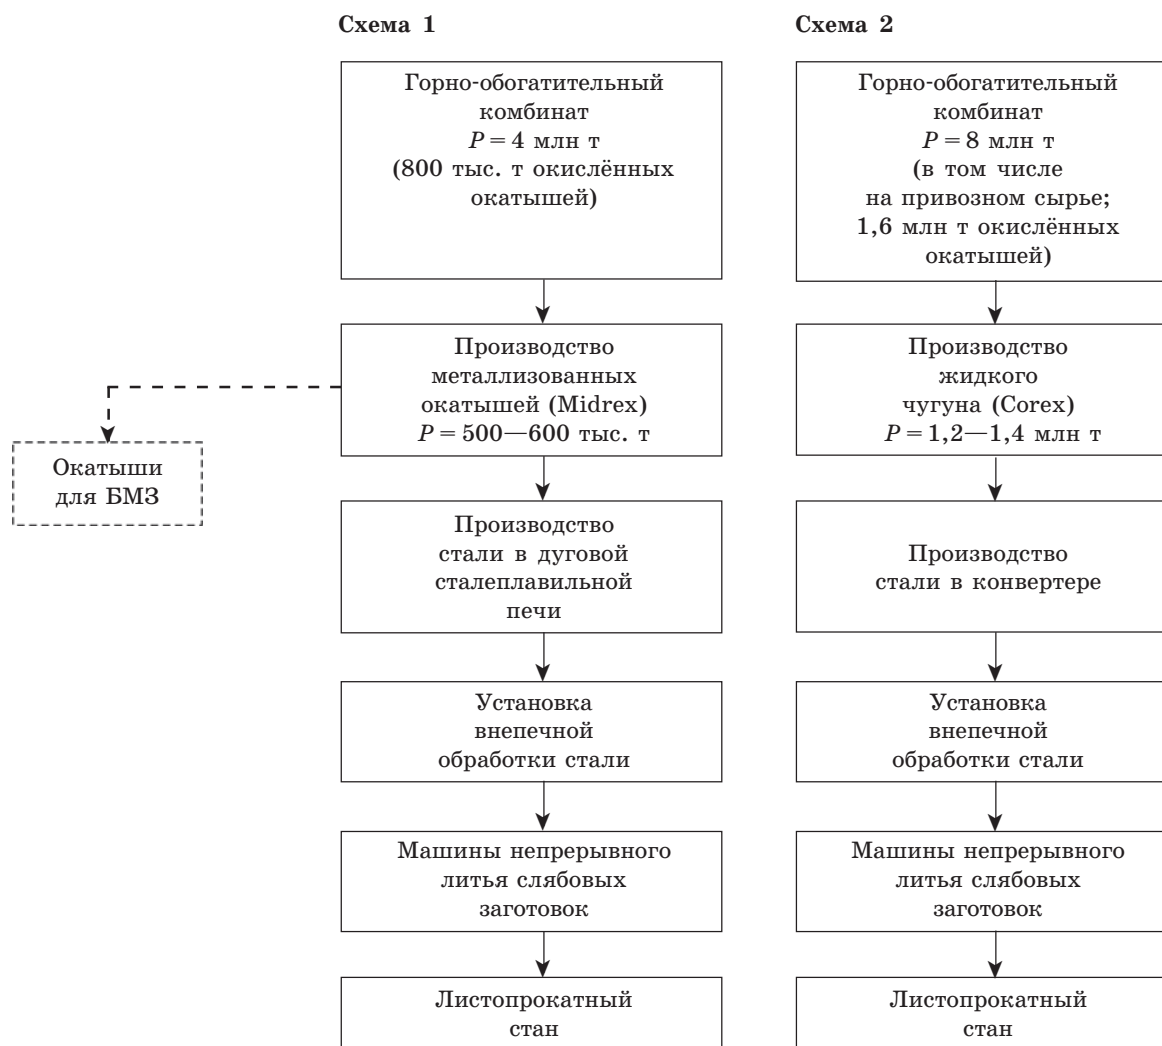 Схема 1
Горно-обогатительный
комбинат
P = 4 млн т
(800 тыс. т окислённых
окатышей)
Производство
металлизованных
окатышей (Midrex)
P = 500—600 тыс. т
Окатыши
для БМЗ
Производство
стали в дуговой
сталеплавильной
печи
Установка
внепечной
обработки стали
Машины непрерывного
литья слябовых
заготовок
Листопрокатный
стан
Схема 2
Горно-обогатительный
комбинат
P = 8 млн т
(в том числе
на привозном сырье;
1,6 млн т окислённых
окатышей)
Производство
жидкого
чугуна (Corex)
P = 1,2—1,4 млн т
Производство
стали в конвертере
Установка
внепечной
обработки стали
Машины непрерывного
литья слябовых
заготовок
Листопрокатный
стан